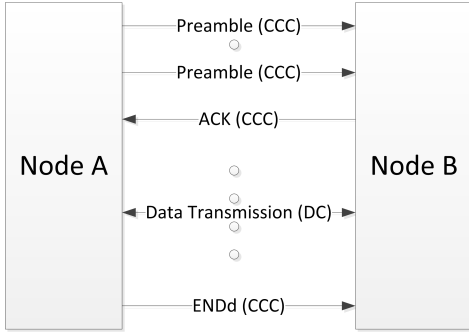 Preamble (CCC)
Preamble (CCC)
ACK (CCC)
Node A
Node B
Data Transmission (DC)
ENDd (CCC)